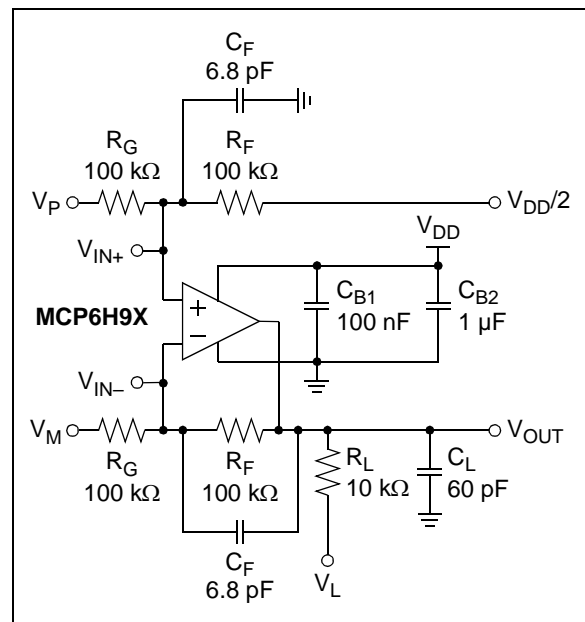 C_F
6.8 pF
R_G
100 kΩ
R_F
100 kΩ
V_P
V_DD/2
V_IN+
V_DD
MCP6H9X
+
−
C_B1
100 nF
C_B2
1 µF
V_IN–
V_M
V_OUT
R_G
100 kΩ
R_F
100 kΩ
R_L
10 kΩ
C_L
60 pF
C_F
6.8 pF
V_L